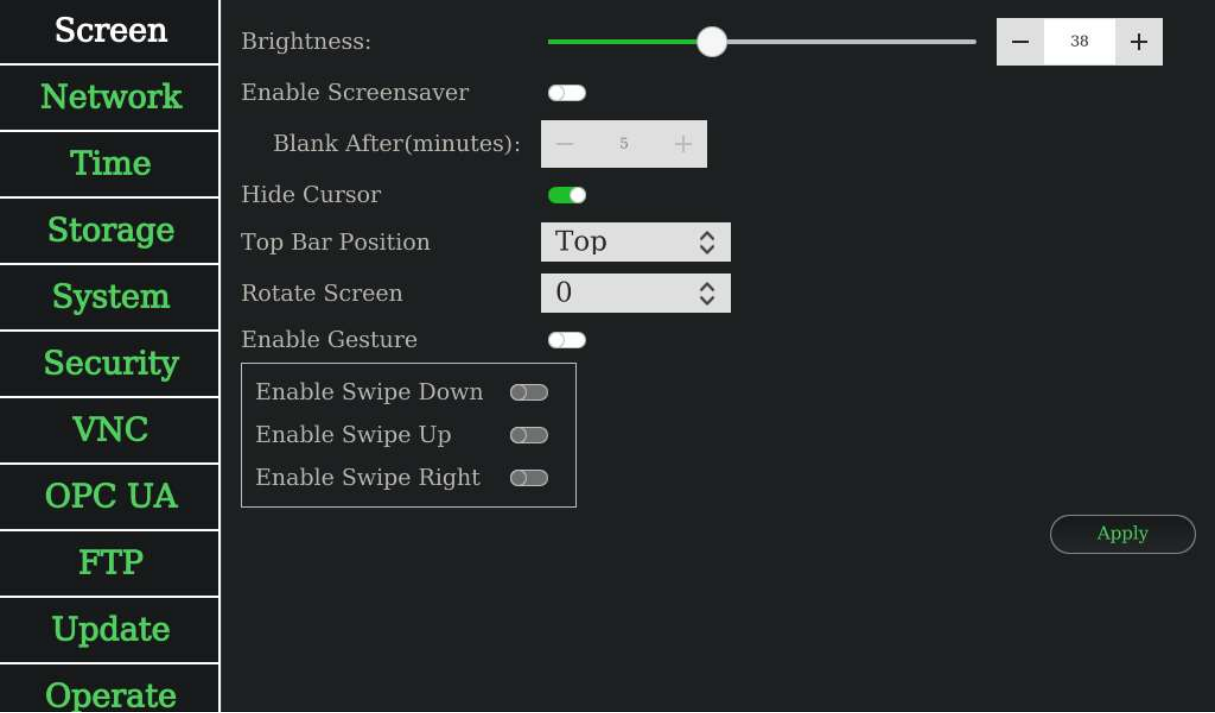 Screen
Network
Time
Storage
System
Security
VNC
OPC UA
FTP
Update
Operate
Brightness:
38
Enable Screensaver
Blank After(minutes):
5
Hide Cursor
Top Bar Position
Top
Rotate Screen
0
Enable Gesture
Enable Swipe Down
Enable Swipe Up
Enable Swipe Right
Apply